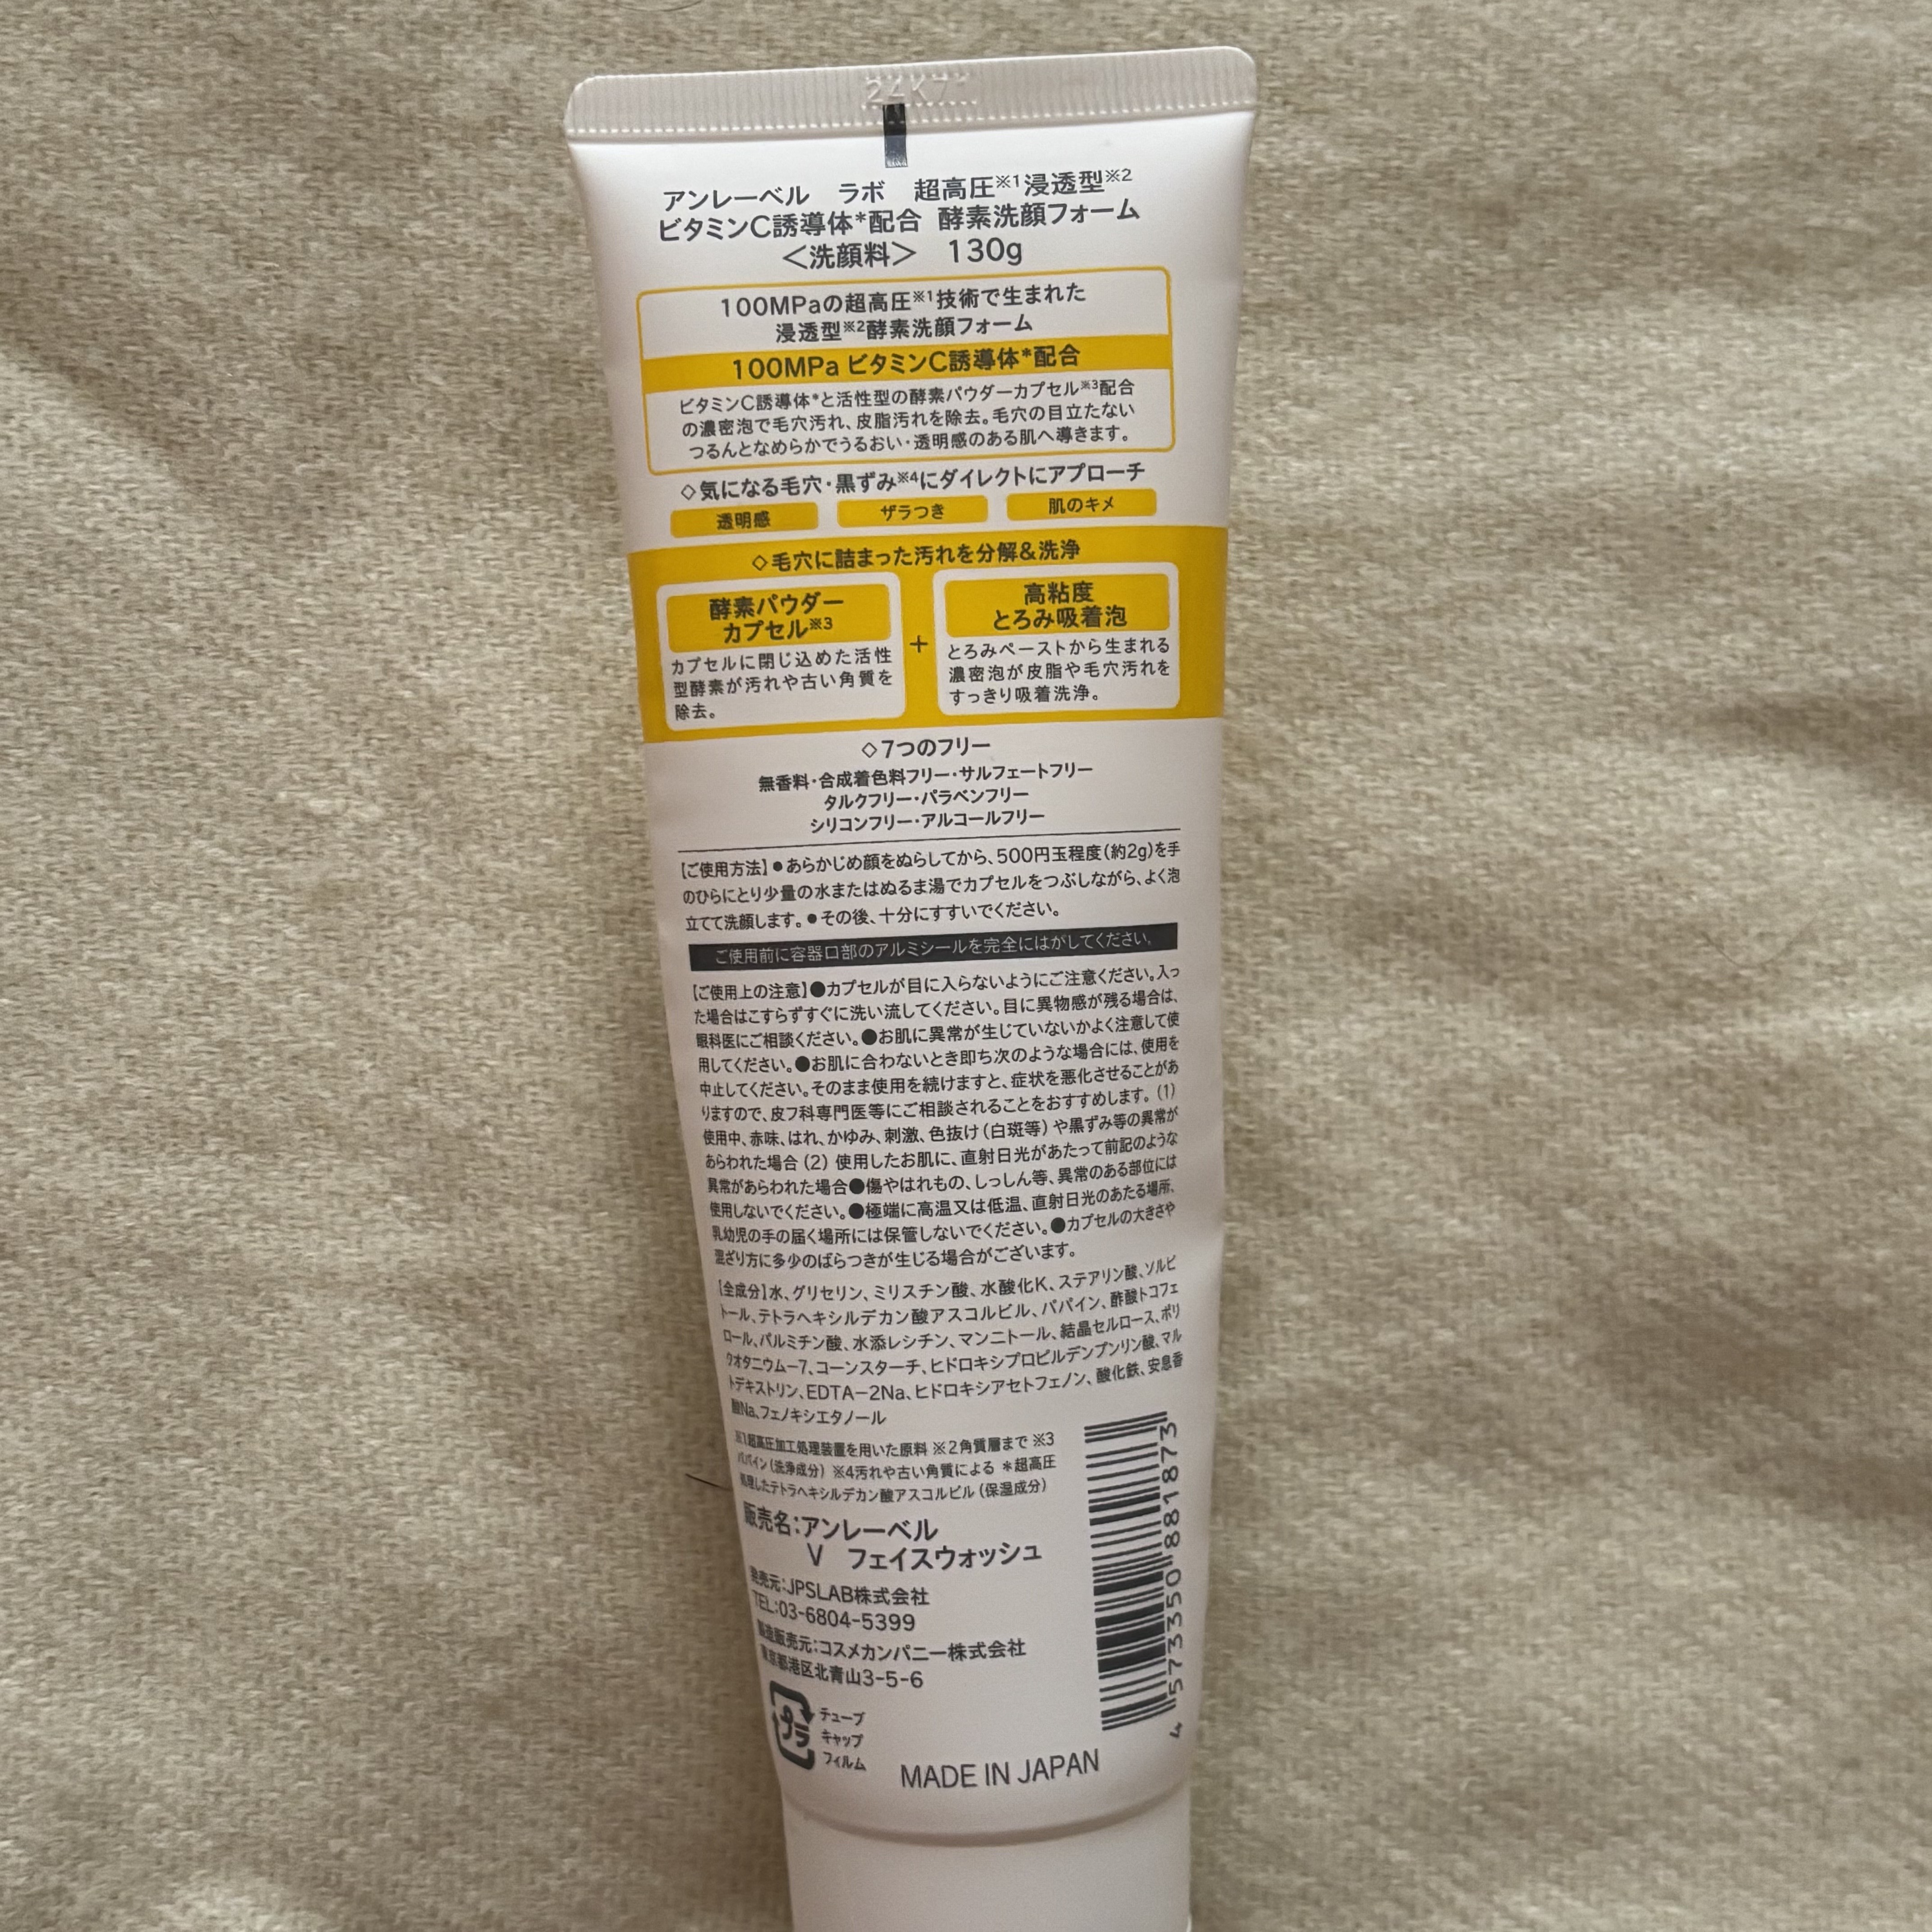 24K7
アンレーベル ラボ 超高圧※1浸透型※2
ビタミンC誘導体*配合 酵素洗顔フォーム
＜洗顔料＞ 130g
100MPaの超高圧※1技術で生まれた
浸透型※2酵素洗顔フォーム
100MPa ビタミンC誘導体*配合
ビタミンC誘導体*と活性型の酵素パウダーカプセル※3配合
の濃密泡で毛穴汚れ、皮脂汚れを除去。毛穴の目立たない
つるんとなめらかでうるおい・透明感のある肌へ導きます。
◇気になる毛穴・黒ずみ※4にダイレクトにアプローチ
透明感 ザラつき 肌のキメ
◇毛穴に詰まった汚れを分解&洗浄
酵素パウダー
カプセル※3
カプセルに閉じ込めた活性
型酵素が汚れや古い角質を
除去。
+
高粘度
とろみ吸着泡
とろみペーストから生まれる
濃密泡が皮脂や毛穴汚れを
すっきり吸着洗浄。
◇7つのフリー
無香料・合成着色料フリー・サルフェートフリー
タルクフリー・パラベンフリー
シリコンフリー・アルコールフリー
【ご使用方法】●あらかじめ顔をぬらしてから、500円玉程度(約2g)を手
のひらにとり少量の水またはぬるま湯でカプセルをつぶしながら、よく泡
立てて洗顔します。●その後、十分にすすいでください。
ご使用前に容器口部のアルミシールを完全にはがしてください。
【ご使用上の注意】●カプセルが目に入らないようにご注意ください。入っ
た場合はこすらずすぐに洗い流してください。目に異物感が残る場合は、
眼科医にご相談ください。●お肌に異常が生じていないかよく注意して使
用してください。●お肌に合わないとき即ち次のような場合には、使用を
中止してください。そのまま使用を続けますと、症状を悪化させることがあ
りますので、皮フ科専門医等にご相談されることをおすすめします。(1)
使用中、赤味、はれ、かゆみ、刺激、色抜け(白斑等)や黒ずみ等の異常が
あらわれた場合(2) 使用したお肌に、直射日光があたって前記のような
異常があらわれた場合●傷やはれもの、しっしん等、異常のある部位には
使用しないでください。●極端に高温又は低温、直射日光のあたる場所、
乳幼児の手の届く場所には保管しないでください。●カプセルの大きさや
混ざり方に多少のばらつきが生じる場合がございます。
【全成分】水、グリセリン、ミリスチン酸、水酸化K、ステアリン酸、ソルビ
トール、テトラヘキシルデカン酸アスコルビル、パパイン、酢酸トコフェ
ロール、パルミチン酸、水添レシチン、マンニトール、結晶セルロース、ポリ
クオタニウム-7、コーンスターチ、ヒドロキシプロピルデンプンリン酸、マル
トデキストリン、EDTA-2Na、ヒドロキシアセトフェノン、酸化鉄、安息香
酸Na、フェノキシエタノール
※1超高圧加工処理装置を用いた原料 ※2角質層まで ※3
パパイン(洗浄成分) ※4汚れや古い角質による *超高圧
処理したテトラヘキシルデカン酸アスコルビル(保湿成分)
販売名:アンレーベル
V フェイスウォッシュ
発売元:JPSLAB株式会社
TEL:03-6804-5399
製造販売元:コスメカンパニー株式会社
東京都港区北青山3-5-6
プラ
テューブ
キャップ
フィルム
MADE IN JAPAN
4 573350 881873